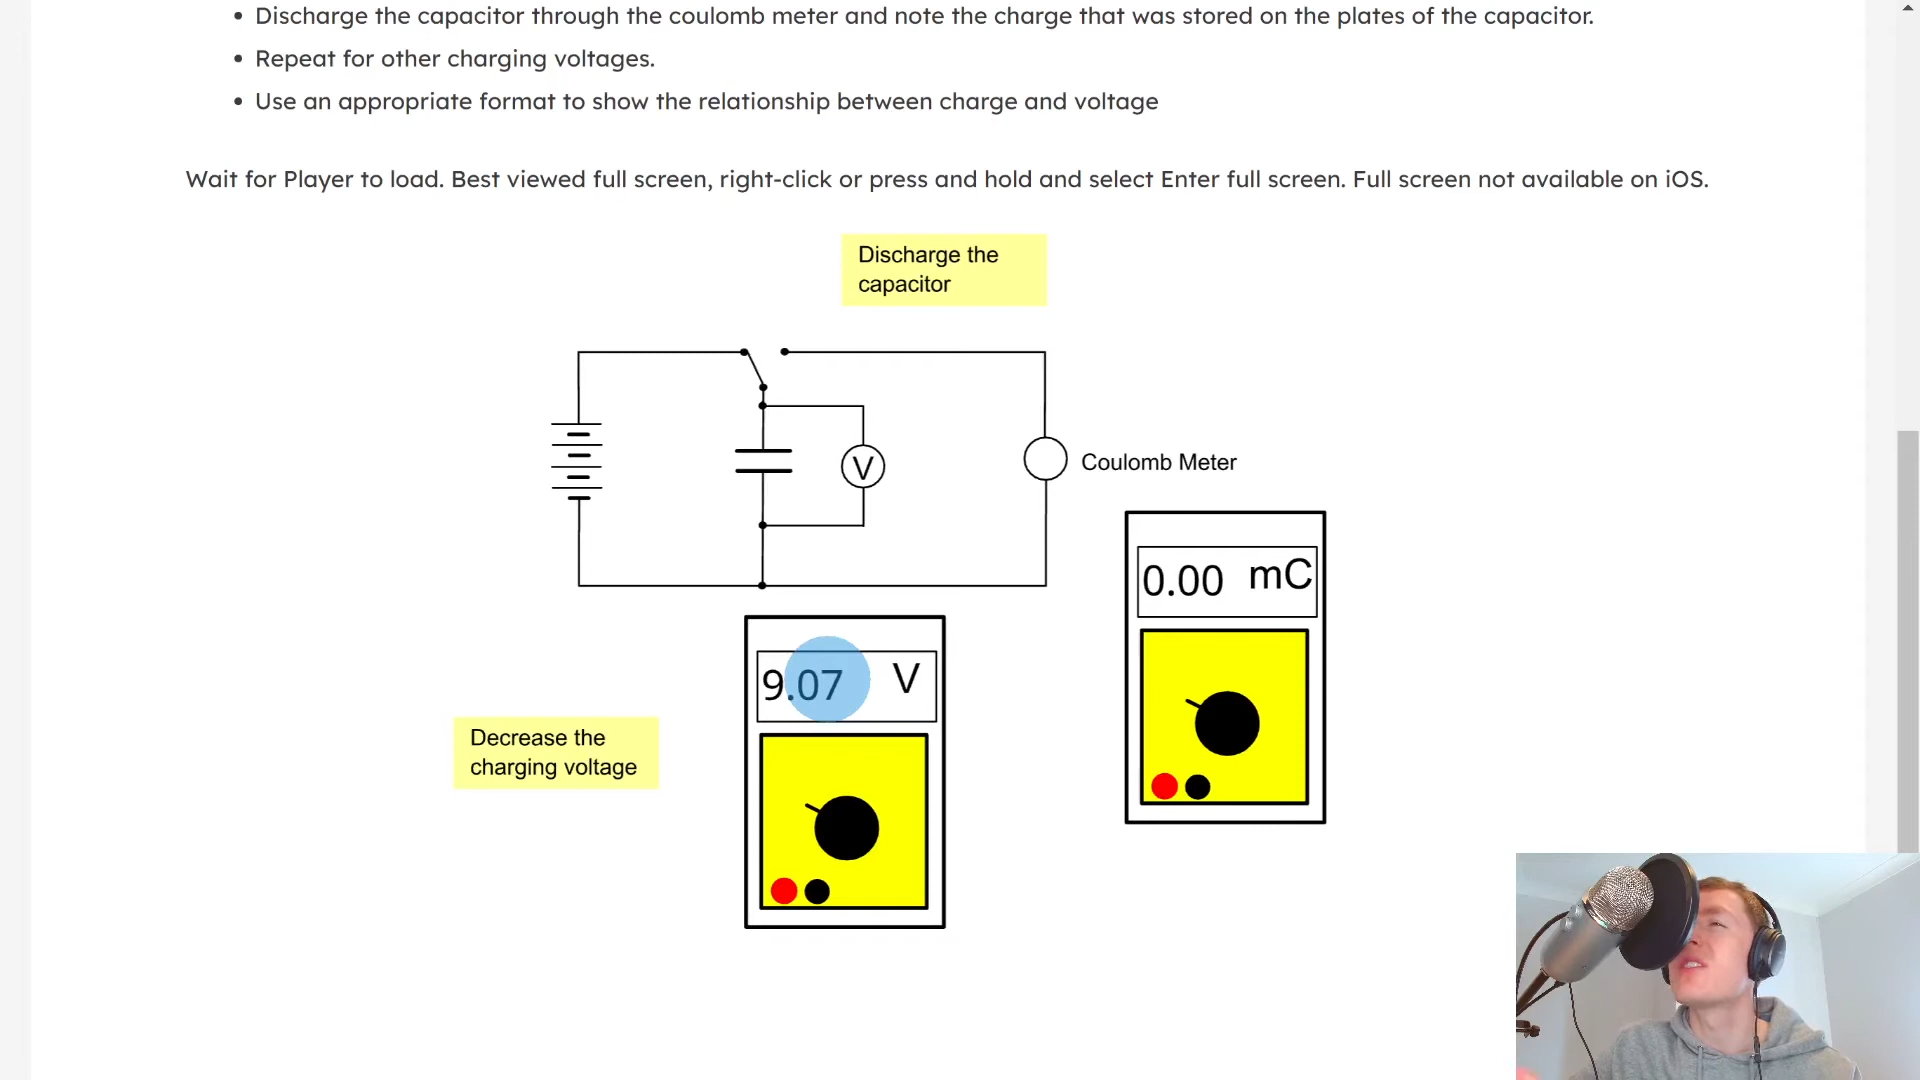 Discharge the capacitor through the coulomb meter and note the charge that was stored on the plates of the capacitor.
Repeat for other charging voltages.
Use an appropriate format to show the relationship between charge and voltage
Wait for Player to load. Best viewed full screen, right-click or press and hold and select Enter full screen. Full screen not available on iOS.
Discharge the
capacitor
V
Coulomb Meter
0.00 mC
9.07 V
Decrease the
charging voltage